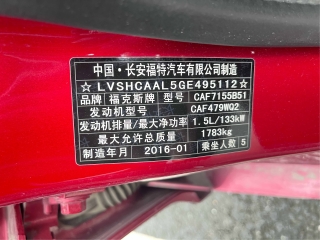 中国·长安福特汽车有限公司制造
☆LVSHCAAL5GE495112☆
品牌 福克斯牌 型号 CAF7155B51
发动机型号 CAF479WQ2
发动机排量/最大净功率 1.5L/133kW
最大允许总质量 1783kg
制造年月 2016-01 乘坐人数 5